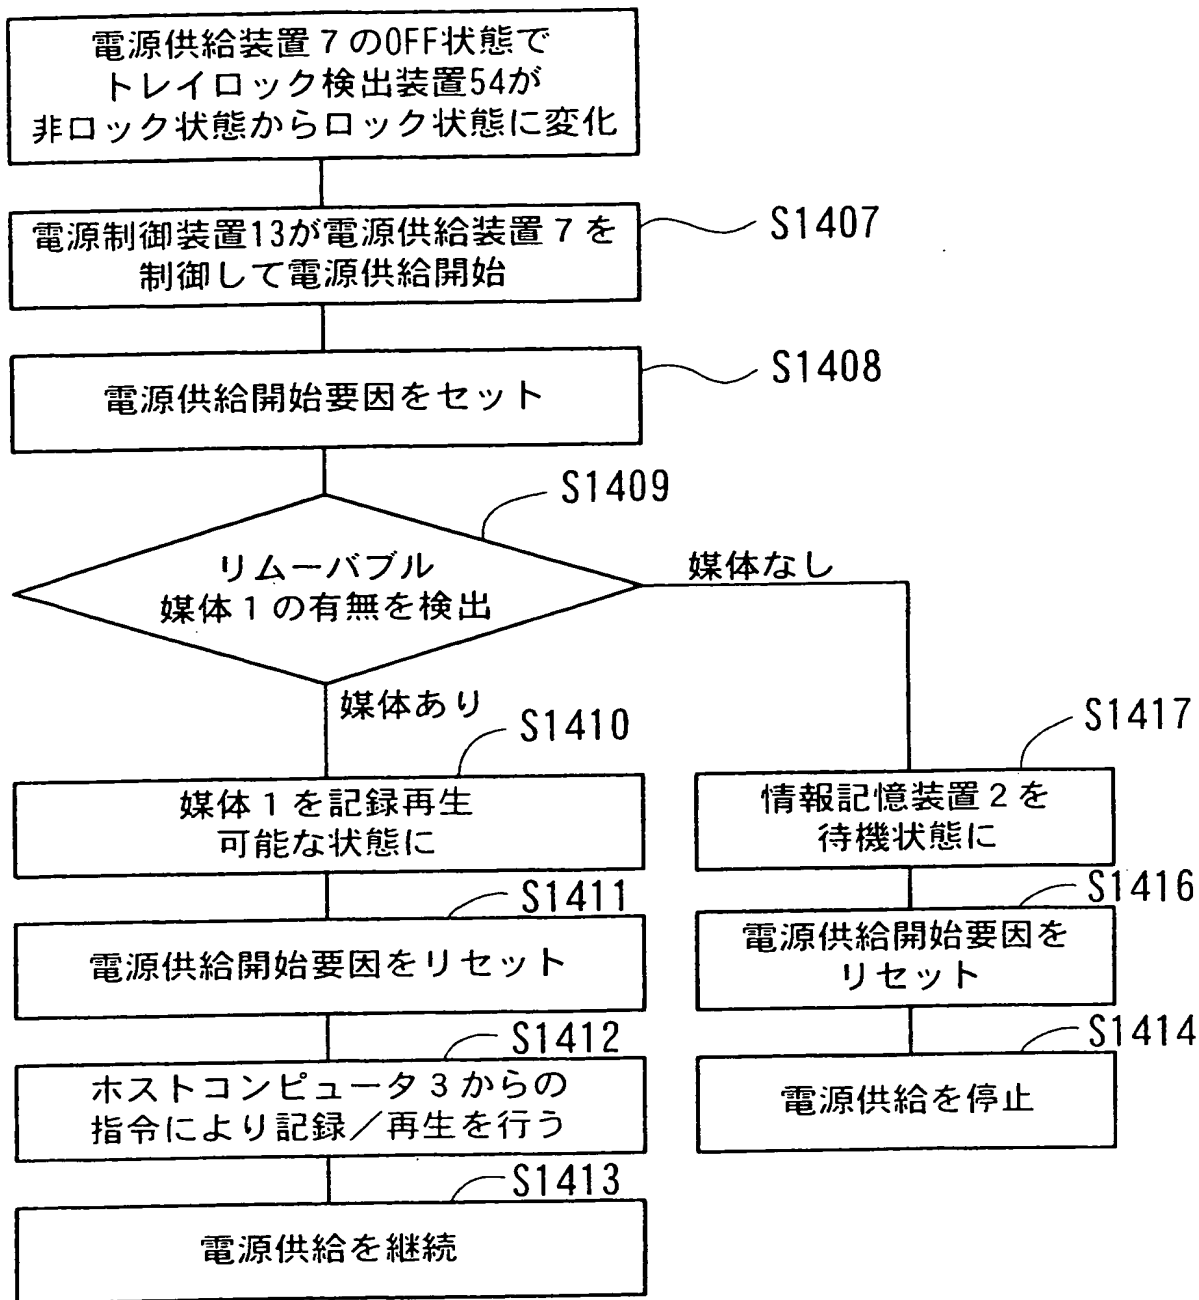 電源供給装置7のOFF状態で
トレイロック検出装置54が
非ロック状態からロック状態に変化
電源制御装置13が電源供給装置7を
制御して電源供給開始
S1407
電源供給開始要因をセット
S1408
S1409
リムーバブル
媒体1の有無を検出
媒体なし
媒体あり
S1410
媒体1を記録再生
可能な状態に
S1411
電源供給開始要因をリセット
S1412
ホストコンピュータ3からの
指令により記録／再生を行う
S1413
電源供給を継続
S1417
情報記憶装置2を
待機状態に
S1416
電源供給開始要因を
リセット
S1414
電源供給を停止